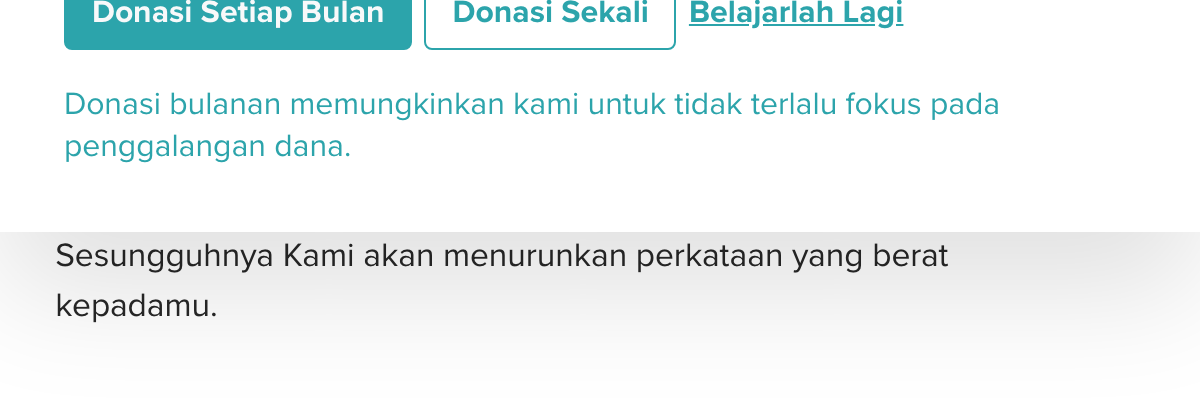 Donasi Setiap Bulan Donasi Sekali Belajarlah Lagi
Donasi bulanan memungkinkan kami untuk tidak terlalu fokus pada
penggalangan dana.
Sesungguhnya Kami akan menurunkan perkataan yang berat
kepadamu.